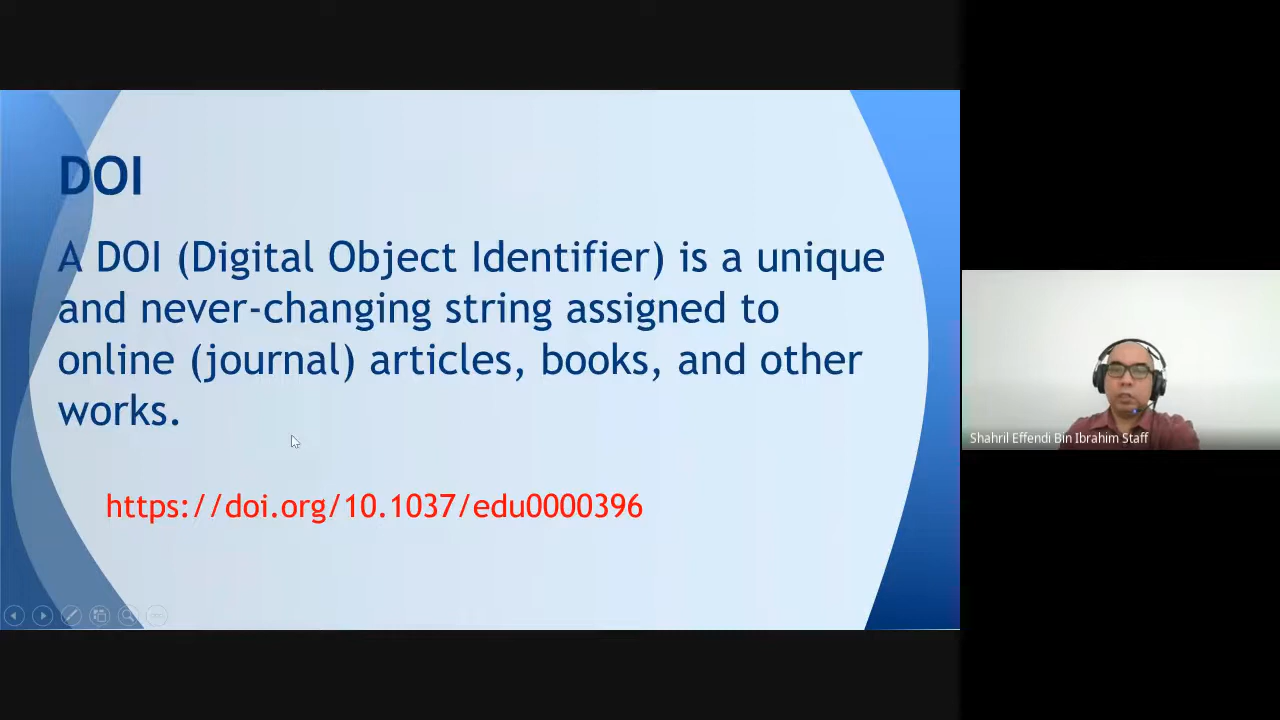 DOI
A DOI (Digital Object Identifier) is a unique
and never-changing string assigned to
online (journal) articles, books, and other
works.
https://doi.org/10.1037/edu0000396
Shahril Effendi Bin Ibrahim Staff